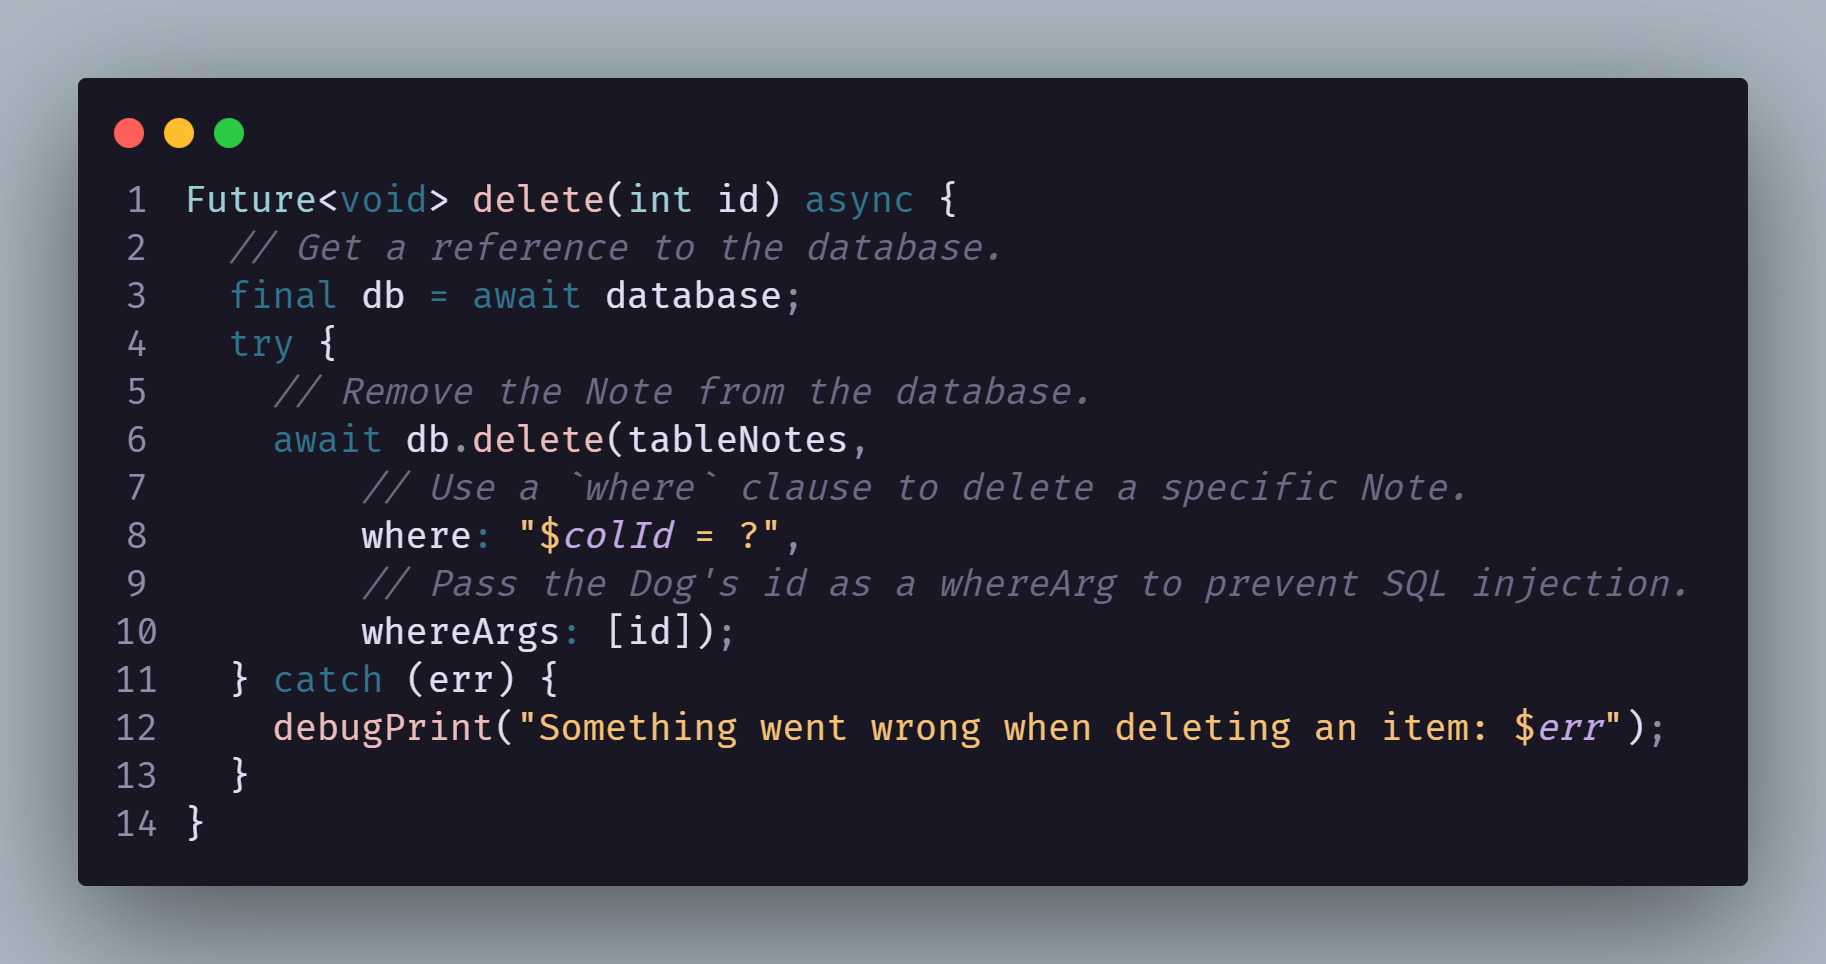 1 Future<void> delete(int id) async {
2   // Get a reference to the database.
3   final db = await database;
4   try {
5     // Remove the Note from the database.
6     await db.delete(tableNotes,
7         // Use a `where` clause to delete a specific Note.
8         where: "$colId = ?",
9         // Pass the Dog's id as a whereArg to prevent SQL injection.
10         whereArgs: [id]);
11   } catch (err) {
12     debugPrint("Something went wrong when deleting an item: $err");
13   }
14 }